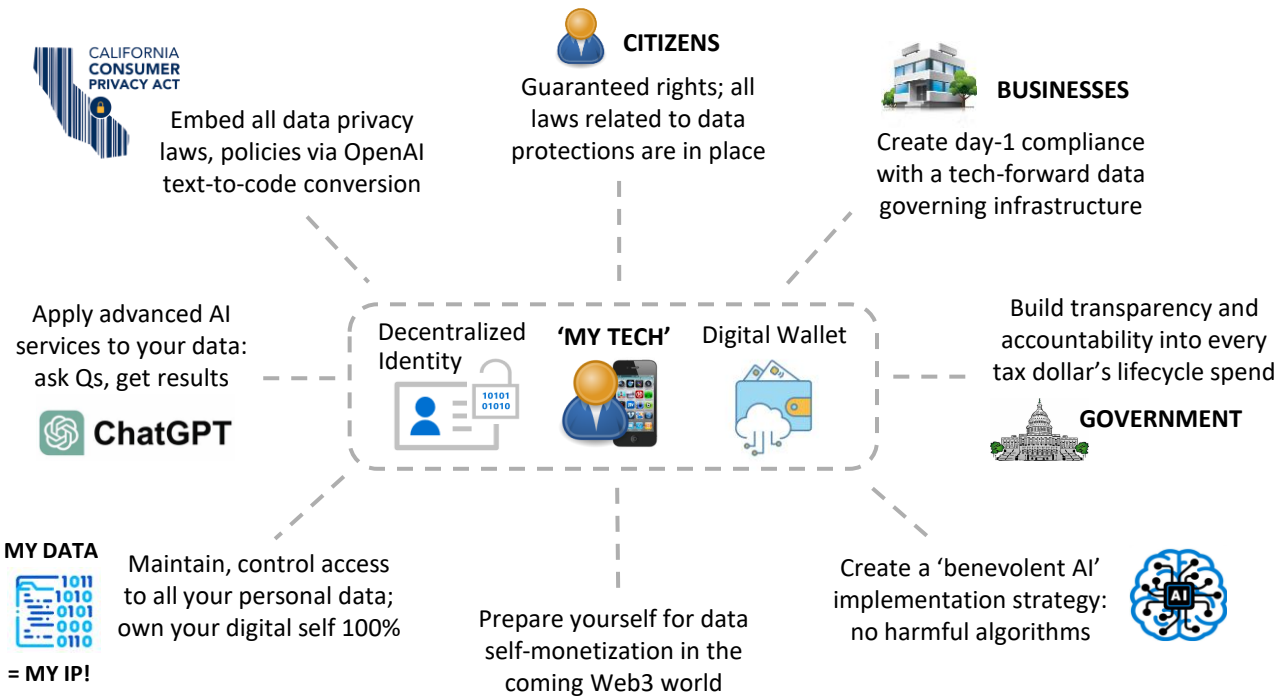 CALIFORNIA
CONSUMER
PRIVACY ACT
Embed all data privacy
laws, policies via OpenAI
text-to-code conversion
CITIZENS
Guaranteed rights; all
laws related to data
protections are in place
BUSINESSES
Create day-1 compliance
with a tech-forward data
governing infrastructure
Apply advanced AI
services to your data:
ask Qs, get results
ChatGPT
Decentralized
Identity
10101
01010
‘MY TECH’
Digital Wallet
Build transparency and
accountability into every
tax dollar’s lifecycle spend
GOVERNMENT
MY DATA
1011
1010
0101
000
0110
= MY IP!
Maintain, control access
to all your personal data;
own your digital self 100%
Prepare yourself for data
self-monetization in the
coming Web3 world
Create a ‘benevolent AI’
implementation strategy:
no harmful algorithms
AI